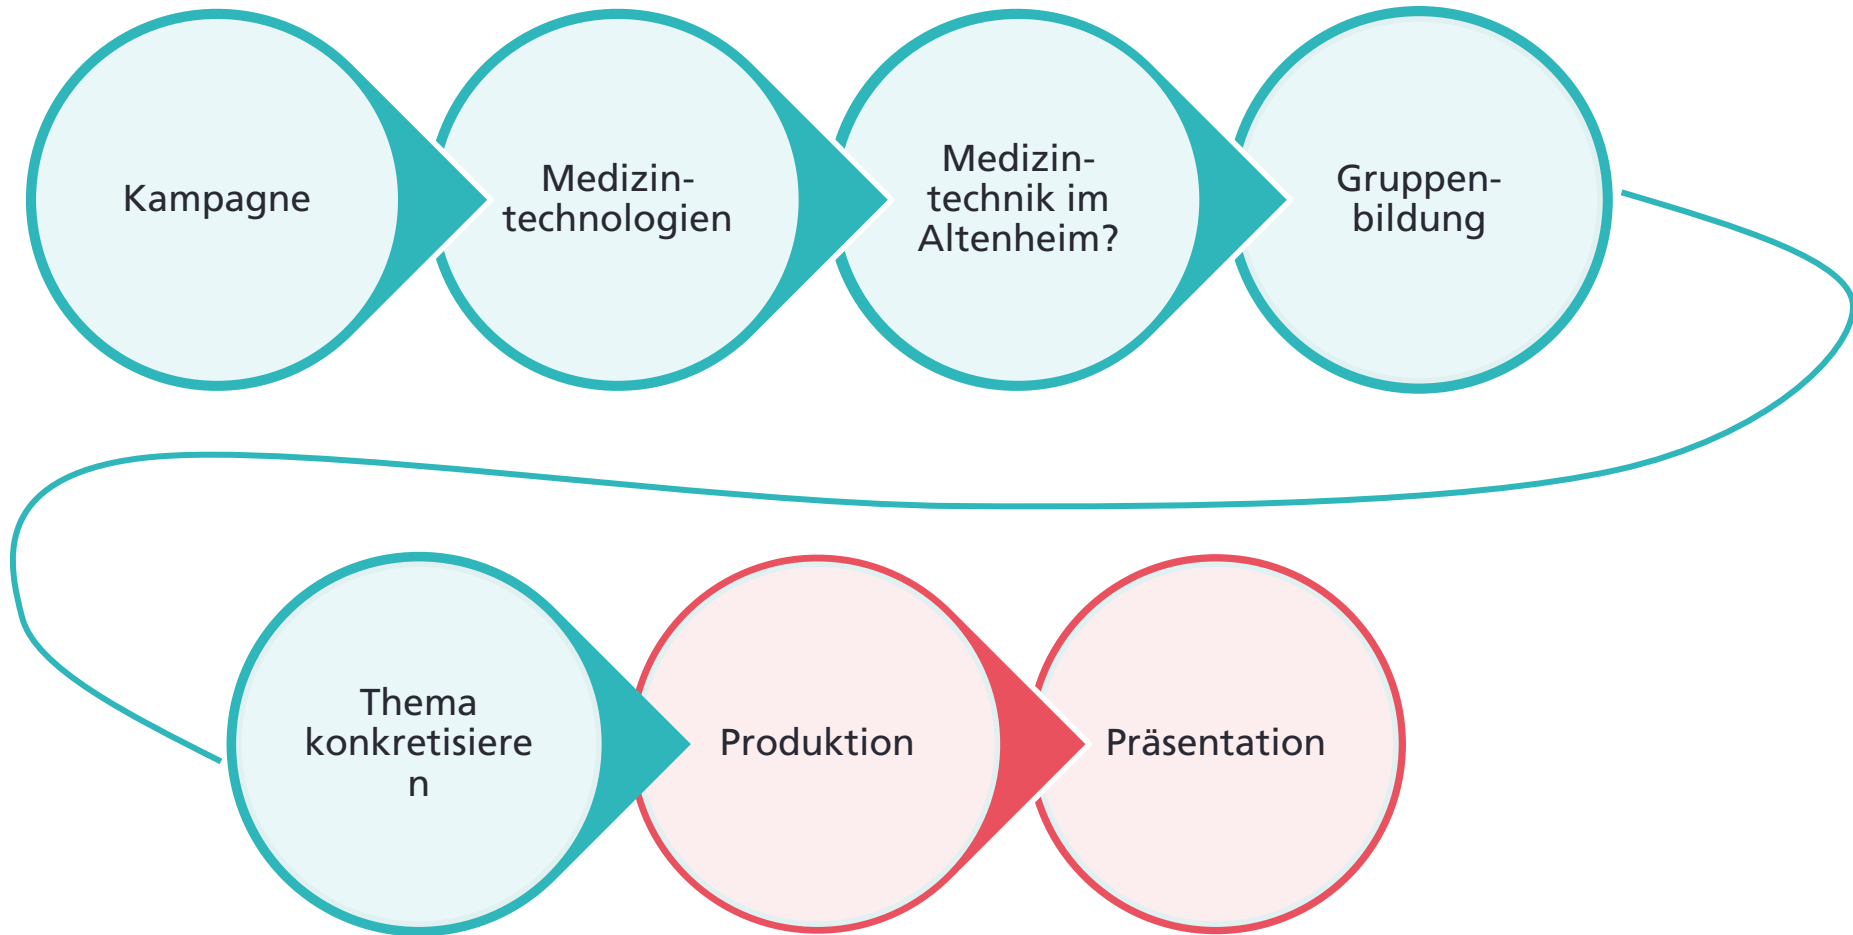 Kampagne
Medizin-
technologien
Medizin-
technik im
Altenheim?
Gruppen-
bildung
Thema
konkretisiere
n
Produktion
Präsentation